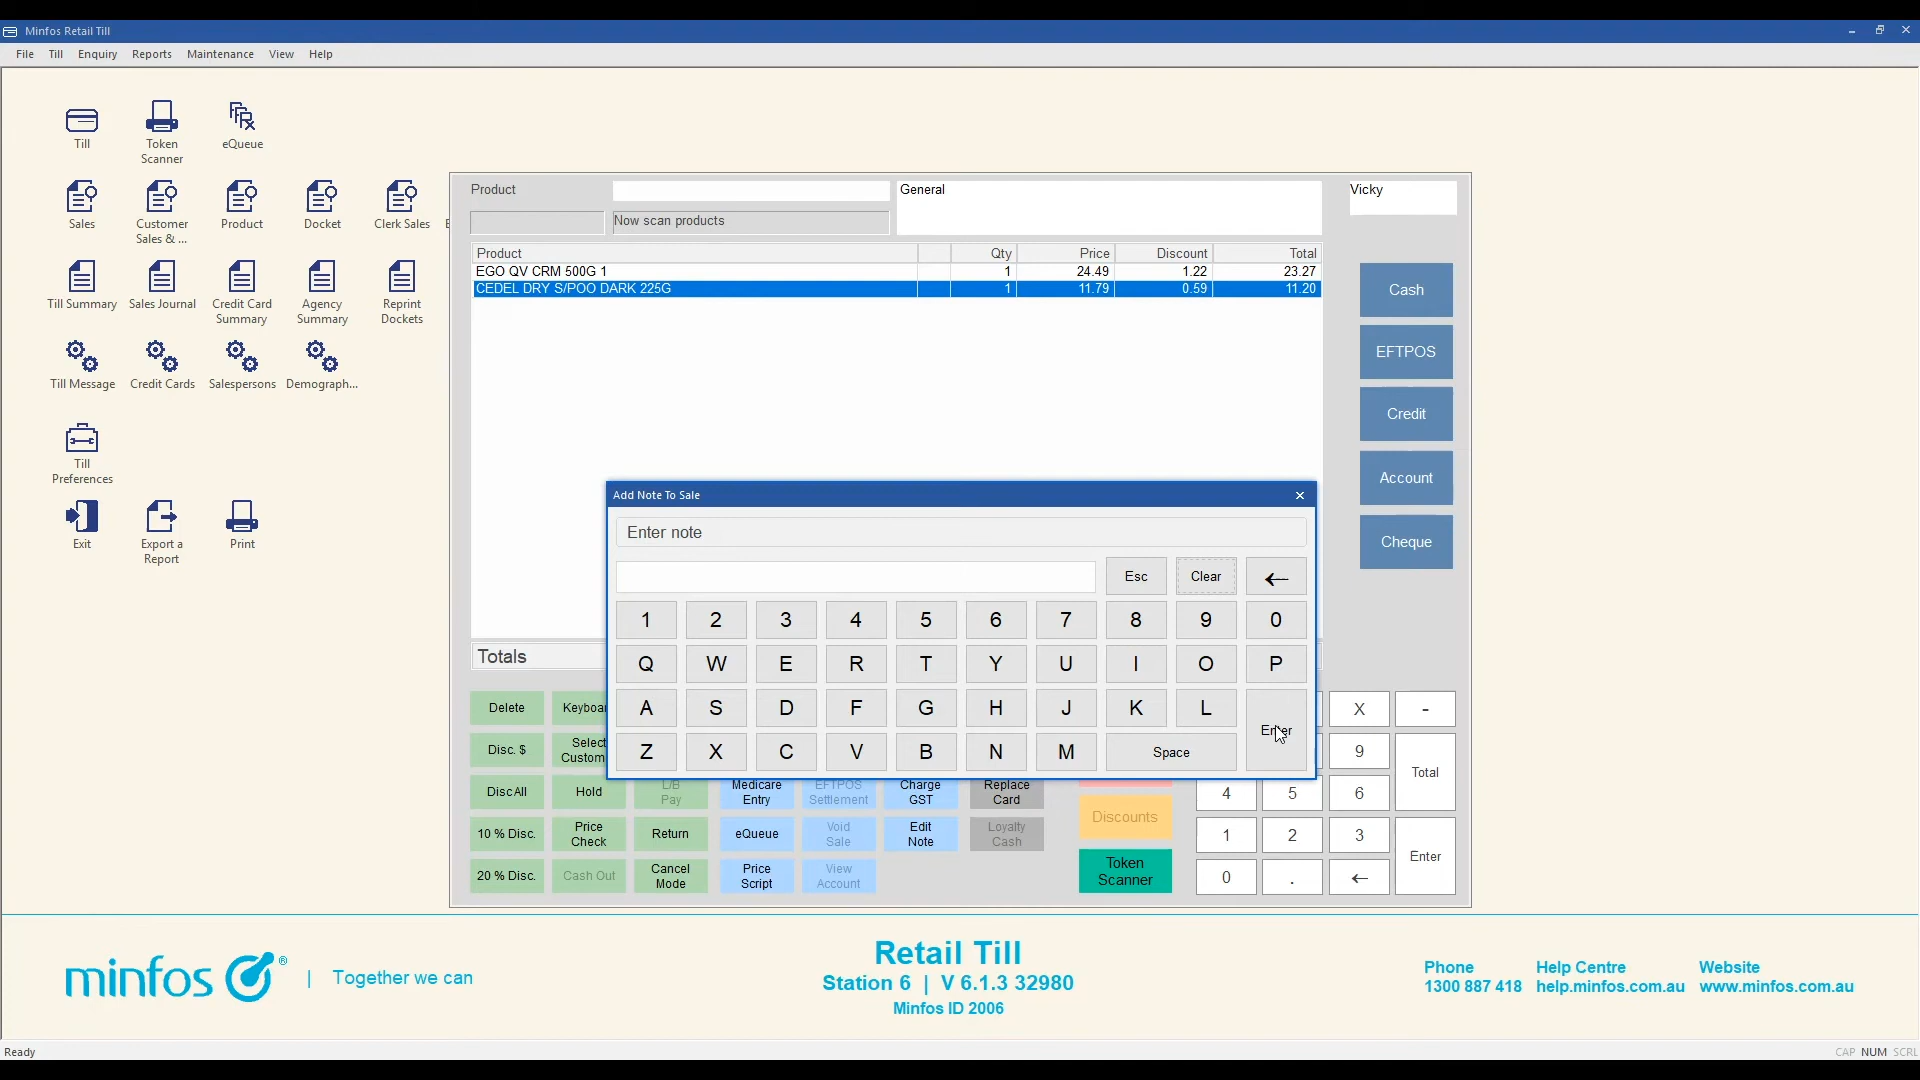 Minfos Retail Till
File Till Enquiry Reports Maintenance View Help
Till
Token
Scanner
eQueue
Sales
Customer
Sales & ...
Product
Docket
Clerk Sales
Till Summary
Sales Journal
Credit Card
Summary
Agency
Summary
Reprint
Dockets
Till Message
Credit Cards
Salespersons
Demograph...
Till
Preferences
Exit
Export a
Report
Print
Product
General
Vicky
Now scan products
Product Qty Price Discount Total
EGO QV CRM 500G 1 1 24.49 1.22 23.27
CEDEL DRY S/POO DARK 225G 1 11.79 0.59 11.20
Cash
EFTPOS
Credit
Account
Cheque
Add Note To Sale
Enter note
Esc Clear ←
1 2 3 4 5 6 7 8 9 0
Q W E R T Y U I O P
A S D F G H J K L
Enter
Z X C V B N M Space
Totals
Delete
Disc. $
Select
Disc All
Hold
L/B
Pay
Medicare
Entry
EFTPOS
Settlement
Charge
GST
Replace
Card
10 % Disc.
Price
Check
Return
eQueue
Void
Sale
Edit
Note
Loyalty
Cash
20 % Disc.
Cash Out
Cancel
Mode
Price
Script
View
Account
Discounts
Token
Scanner
X -
9
Total
4 5 6
1 2 3
Enter
0 . ←
minfos ®
| Together we can
Retail Till
Station 6 | V 6.1.3 32980
Minfos ID 2006
Phone
1300 887 418
Help Centre
help.minfos.com.au
Website
www.minfos.com.au
Ready
CAP NUM SCRL